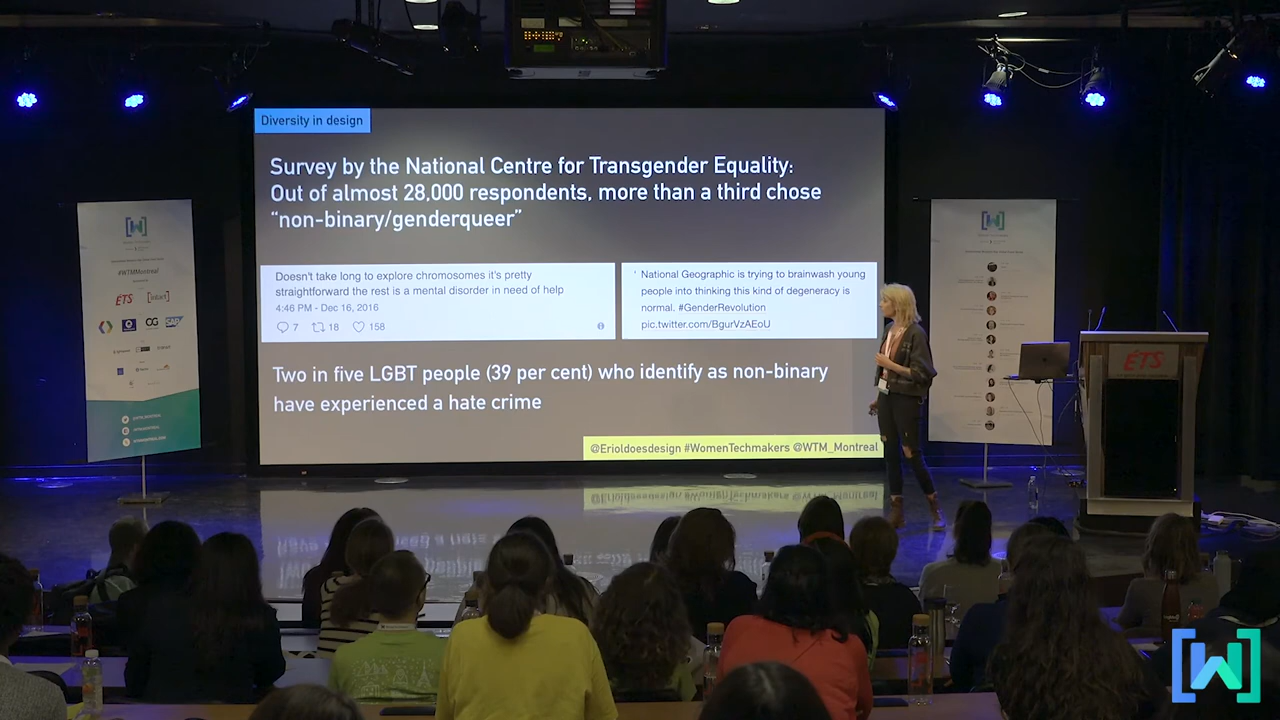 Diversity in design
Survey by the National Centre for Transgender Equality:
Out of almost 28,000 respondents, more than a third chose
“non-binary/genderqueer”
Doesn't take long to explore chromosomes it's pretty
straightforward the rest is a mental disorder in need of help
4:46 PM - Dec 16, 2016
7 18 158
National Geographic is trying to brainwash young
people into thinking this kind of degeneracy is
normal. #GenderRevolution
pic.twitter.com/BgurVzAEoU
Two in five LGBT people (39 per cent) who identify as non-binary
have experienced a hate crime
@Erioldoesdesign #WomenTechmakers @WTM_Montreal
[W]
#WTMMontreal
ÉTS
OG
SAP
[W]
ÉTS
[W]